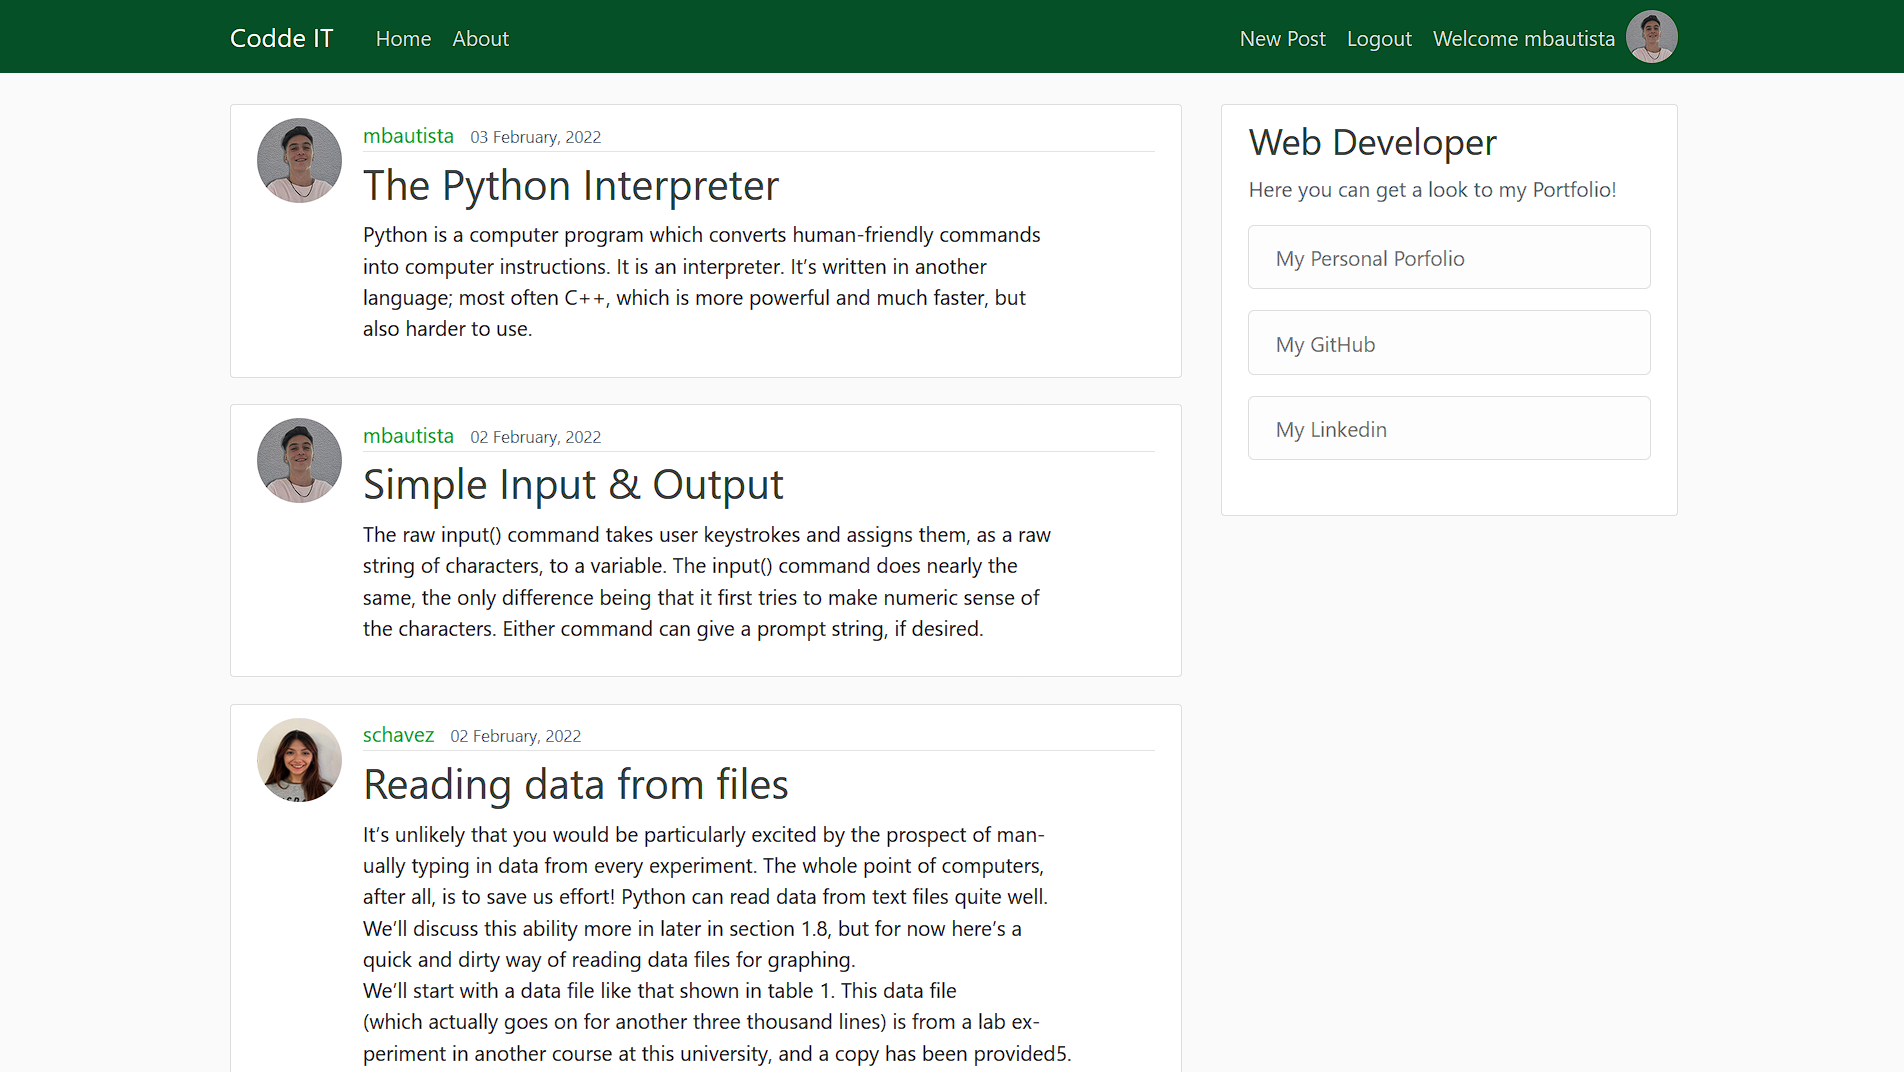 Codde IT Home About New Post Logout Welcome mbautista
mbautista 03 February, 2022
The Python Interpreter
Python is a computer program which converts human-friendly commands
into computer instructions. It is an interpreter. It’s written in another
language; most often C++, which is more powerful and much faster, but
also harder to use.
mbautista 02 February, 2022
Simple Input & Output
The raw input() command takes user keystrokes and assigns them, as a raw
string of characters, to a variable. The input() command does nearly the
same, the only difference being that it first tries to make numeric sense of
the characters. Either command can give a prompt string, if desired.
schavez 02 February, 2022
Reading data from files
It’s unlikely that you would be particularly excited by the prospect of man-
ually typing in data from every experiment. The whole point of computers,
after all, is to save us effort! Python can read data from text files quite well.
We’ll discuss this ability more in later in section 1.8, but for now here’s a
quick and dirty way of reading data files for graphing.
We’ll start with a data file like that shown in table 1. This data file
(which actually goes on for another three thousand lines) is from a lab ex-
periment in another course at this university, and a copy has been provided5.
Web Developer
Here you can get a look to my Portfolio!
My Personal Porfolio
My GitHub
My Linkedin